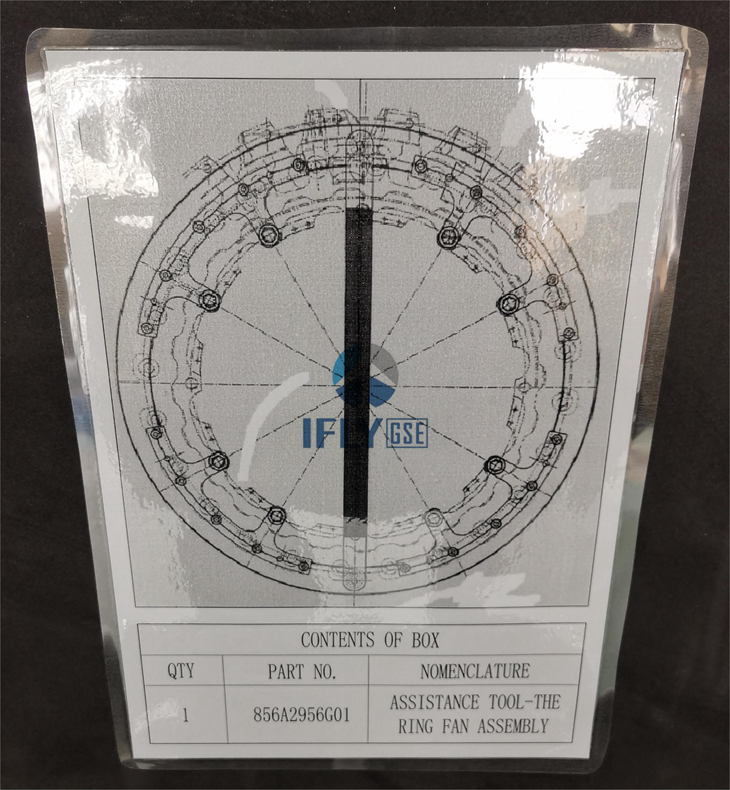 IFLY GSE
CONTENTS OF BOX
QTY PART NO. NOMENCLATURE
1 856A2956G01 ASSISTANCE TOOL-THE
RING FAN ASSEMBLY